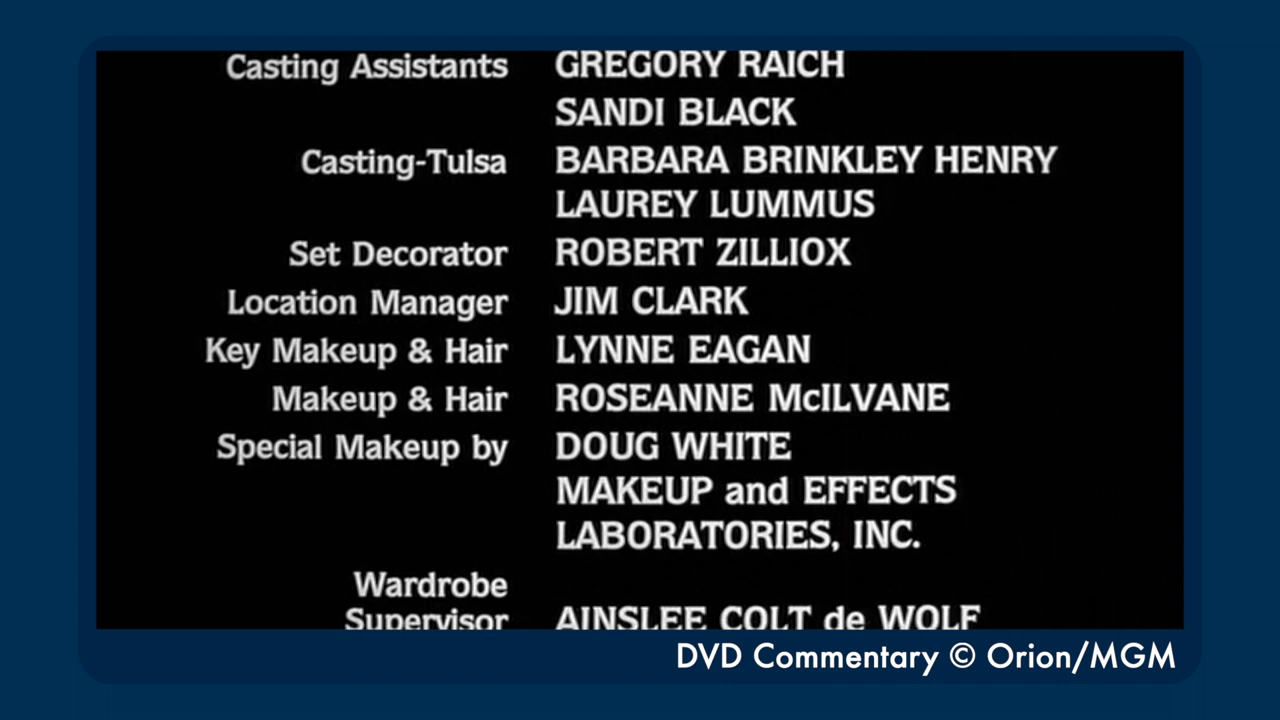 Casting Assistants GREGORY RAICH
SANDI BLACK
Casting-Tulsa BARBARA BRINKLEY HENRY
LAUREY LUMMUS
Set Decorator ROBERT ZILLIOX
Location Manager JIM CLARK
Key Makeup & Hair LYNNE EAGAN
Makeup & Hair ROSEANNE McILVANE
Special Makeup by DOUG WHITE
MAKEUP and EFFECTS
LABORATORIES, INC.
Wardrobe
Supervisor AINSLEE COLT de WOLF
DVD Commentary © Orion/MGM